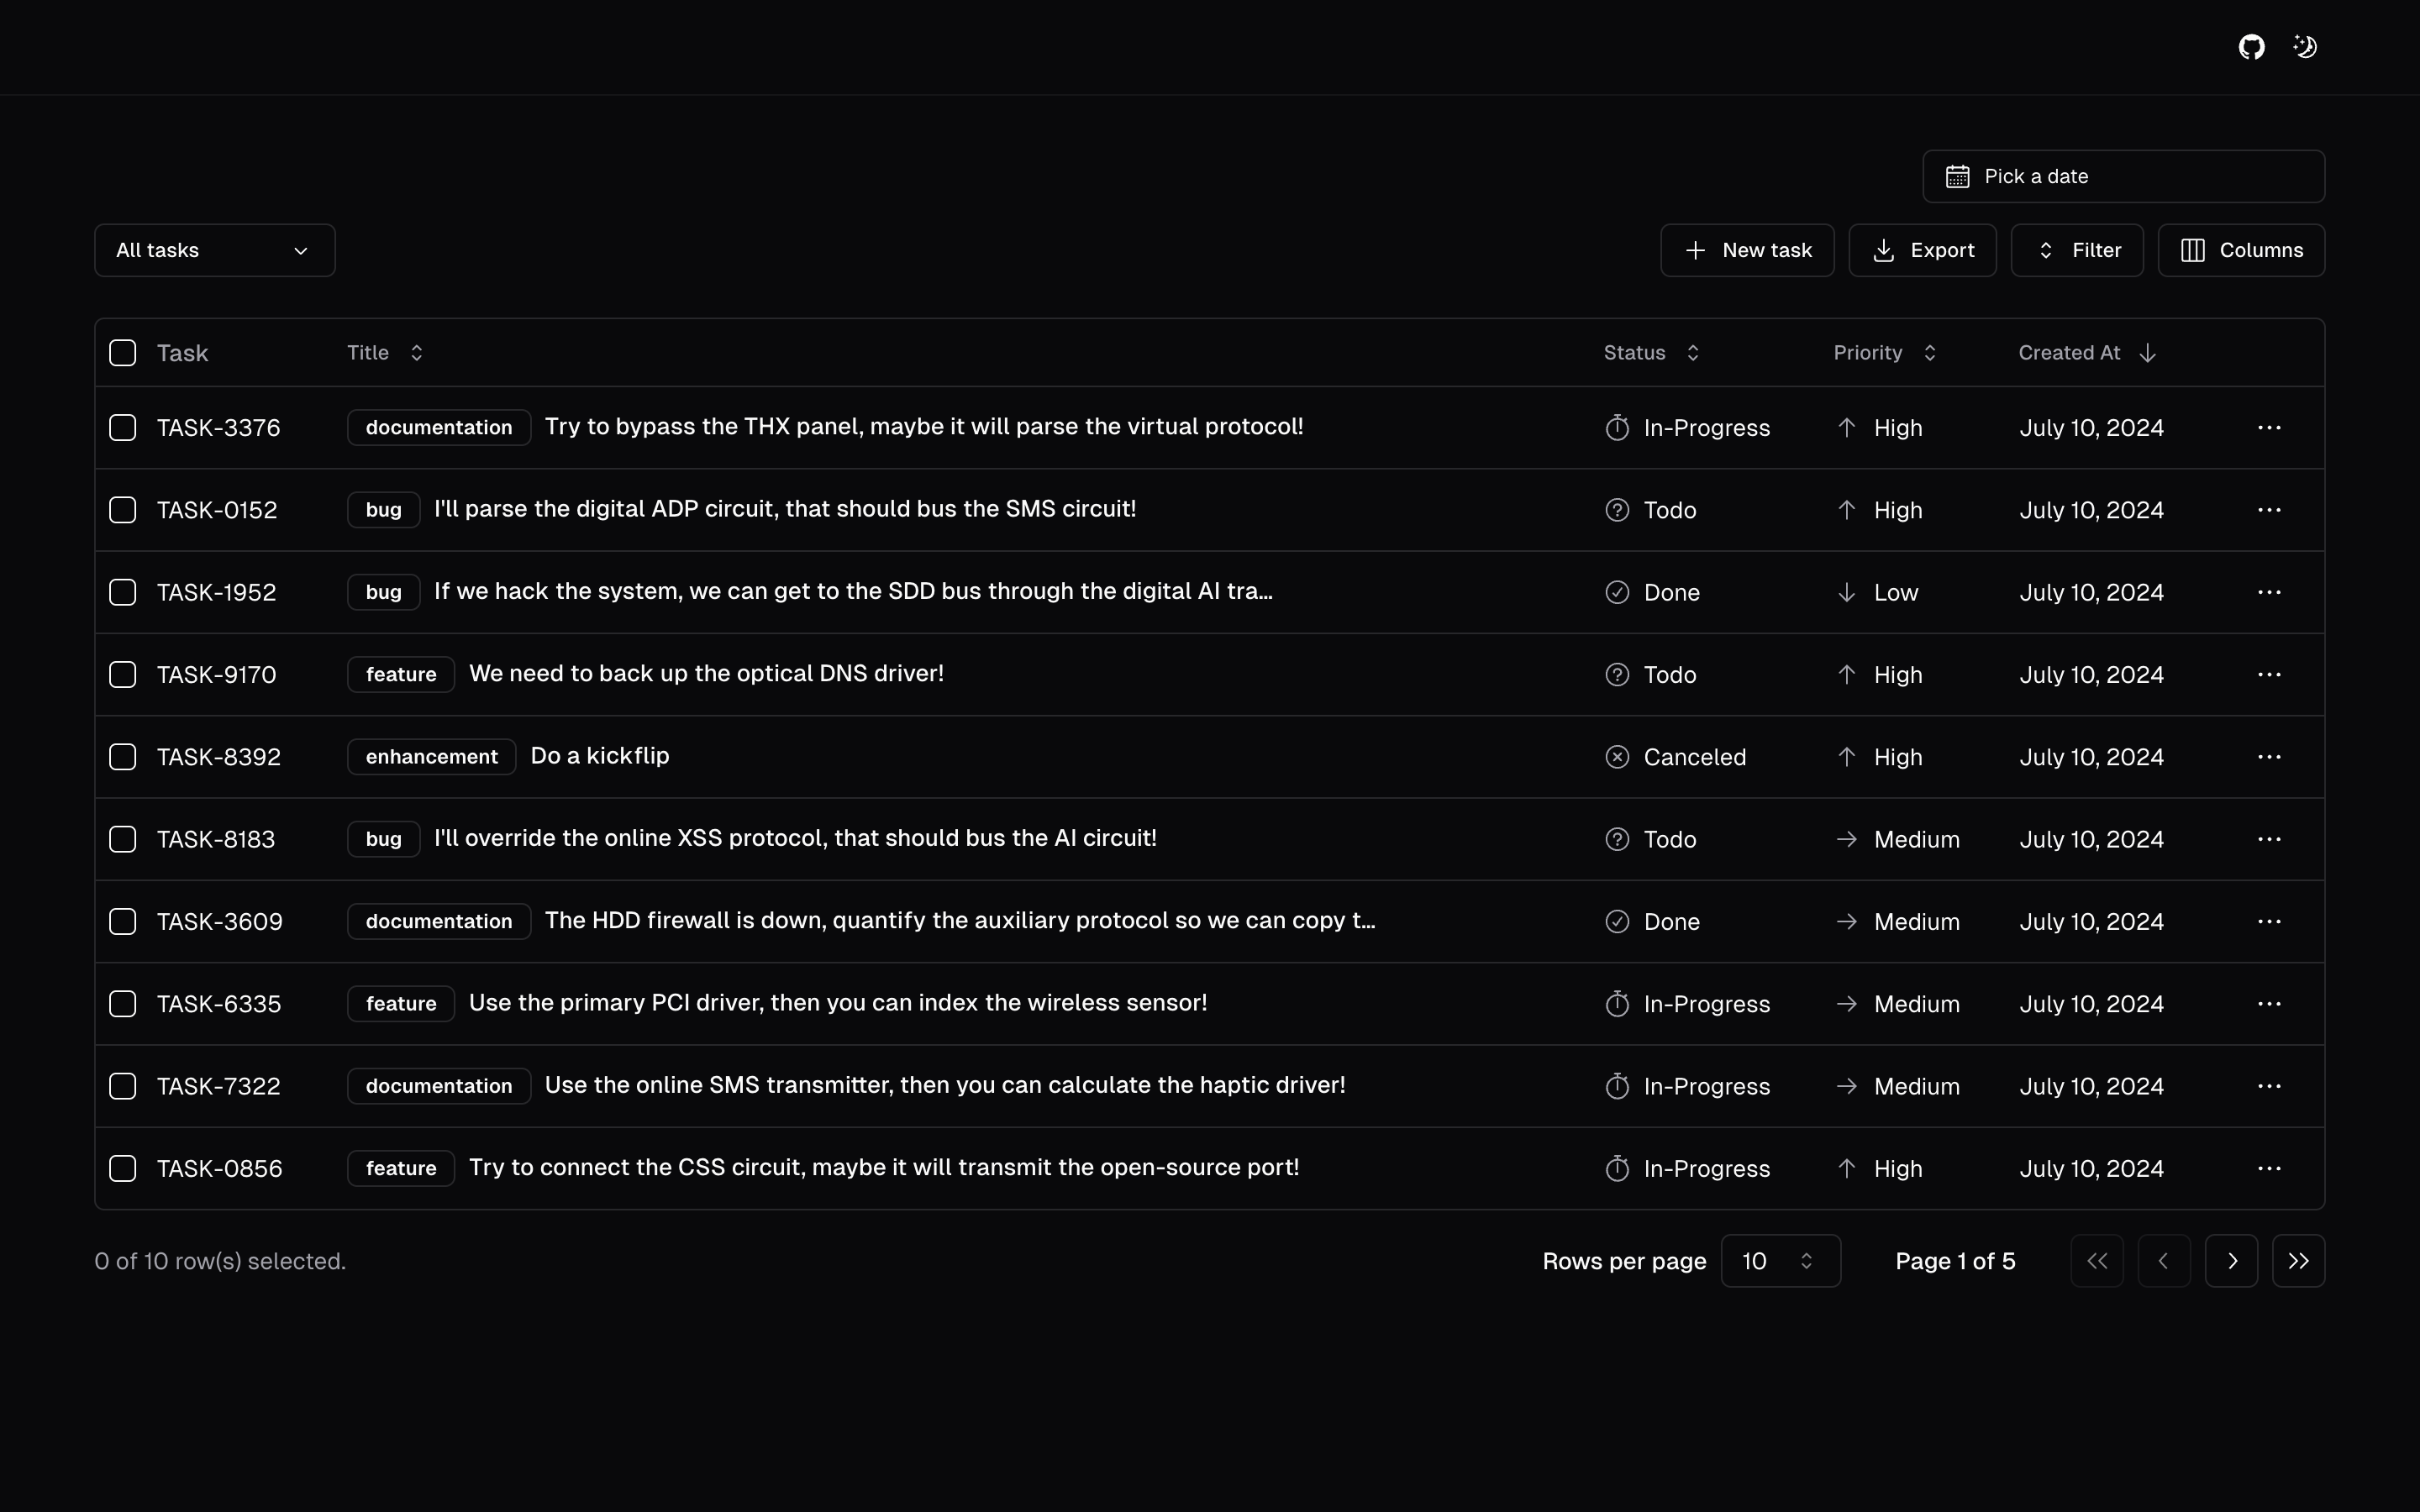 Pick a date
All tasks New task Export Filter Columns
Task Title Status Priority Created At
TASK-3376 documentation Try to bypass the THX panel, maybe it will parse the virtual protocol! In-Progress High July 10, 2024
TASK-0152 bug I'll parse the digital ADP circuit, that should bus the SMS circuit! Todo High July 10, 2024
TASK-1952 bug If we hack the system, we can get to the SDD bus through the digital AI tra... Done Low July 10, 2024
TASK-9170 feature We need to back up the optical DNS driver! Todo High July 10, 2024
TASK-8392 enhancement Do a kickflip Canceled High July 10, 2024
TASK-8183 bug I'll override the online XSS protocol, that should bus the AI circuit! Todo Medium July 10, 2024
TASK-3609 documentation The HDD firewall is down, quantify the auxiliary protocol so we can copy t... Done Medium July 10, 2024
TASK-6335 feature Use the primary PCI driver, then you can index the wireless sensor! In-Progress Medium July 10, 2024
TASK-7322 documentation Use the online SMS transmitter, then you can calculate the haptic driver! In-Progress Medium July 10, 2024
TASK-0856 feature Try to connect the CSS circuit, maybe it will transmit the open-source port! In-Progress High July 10, 2024
0 of 10 row(s) selected. Rows per page 10 Page 1 of 5